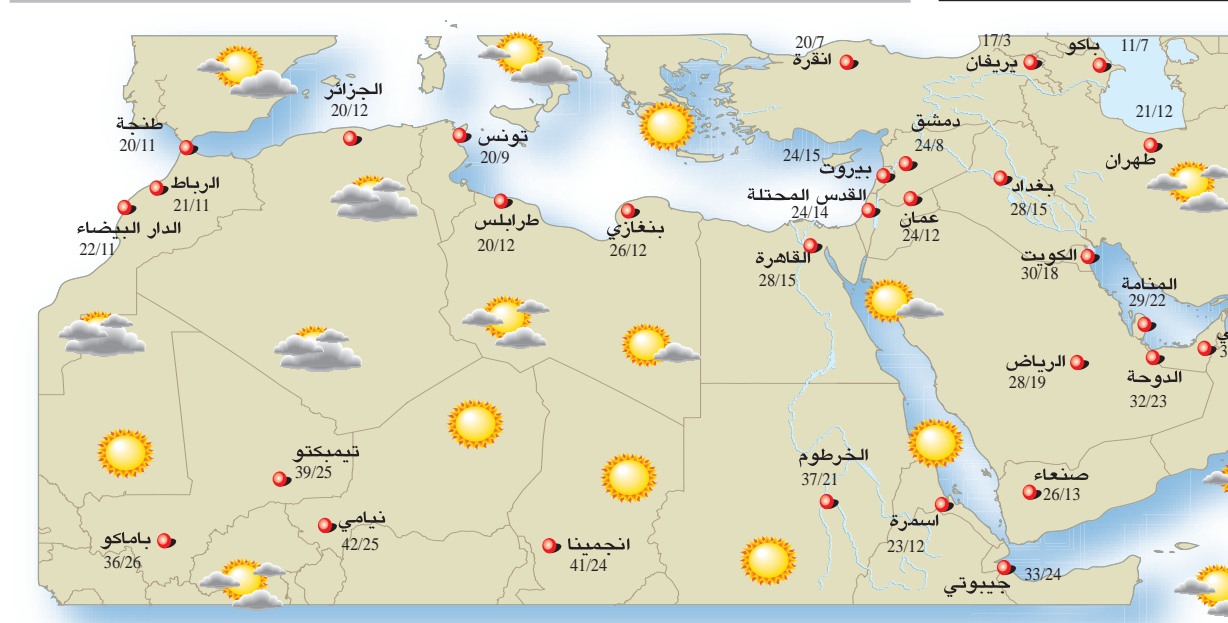 20/7
انقرة
17/3
يريفان
باكو
11/7
الجزائر
20/12
21/12
طهران
طنجة
20/11
تونس
20/9
دمشق
24/8
24/15
بيروت
الرباط
21/11
القدس المحتلة
24/14
بغداد
28/15
عمان
24/12
الدار البيضاء
22/11
طرابلس
20/12
بنغازي
26/12
القاهرة
28/15
الكويت
30/18
المنامة
29/22
الرياض
28/19
الدوحة
32/23
تيمبكتو
39/25
الخرطوم
37/21
صنعاء
26/13
باماكو
36/26
نيامي
42/25
انجمينا
41/24
اسمرة
23/12
جيبوتي
33/24